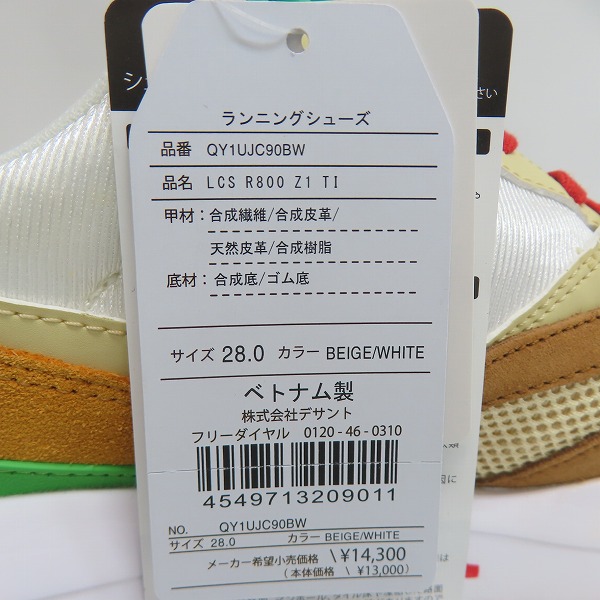 シュ
さい
ランニングシューズ
品番 QY1UJC90BW
品名 LCS R800 Z1 TI
甲材：合成繊維/合成皮革/
天然皮革/合成樹脂
底材：合成底/ゴム底
サイズ 28.0 カラー BEIGE/WHITE
ベトナム製
株式会社デサント
フリーダイヤル 0120-46-0310
4549713209011
NO. QY1UJC90BW
サイズ 28.0 カラー BEIGE/WHITE
メーカー希望小売価格 \ ¥14,300
(本体価格 \ ¥13,000)